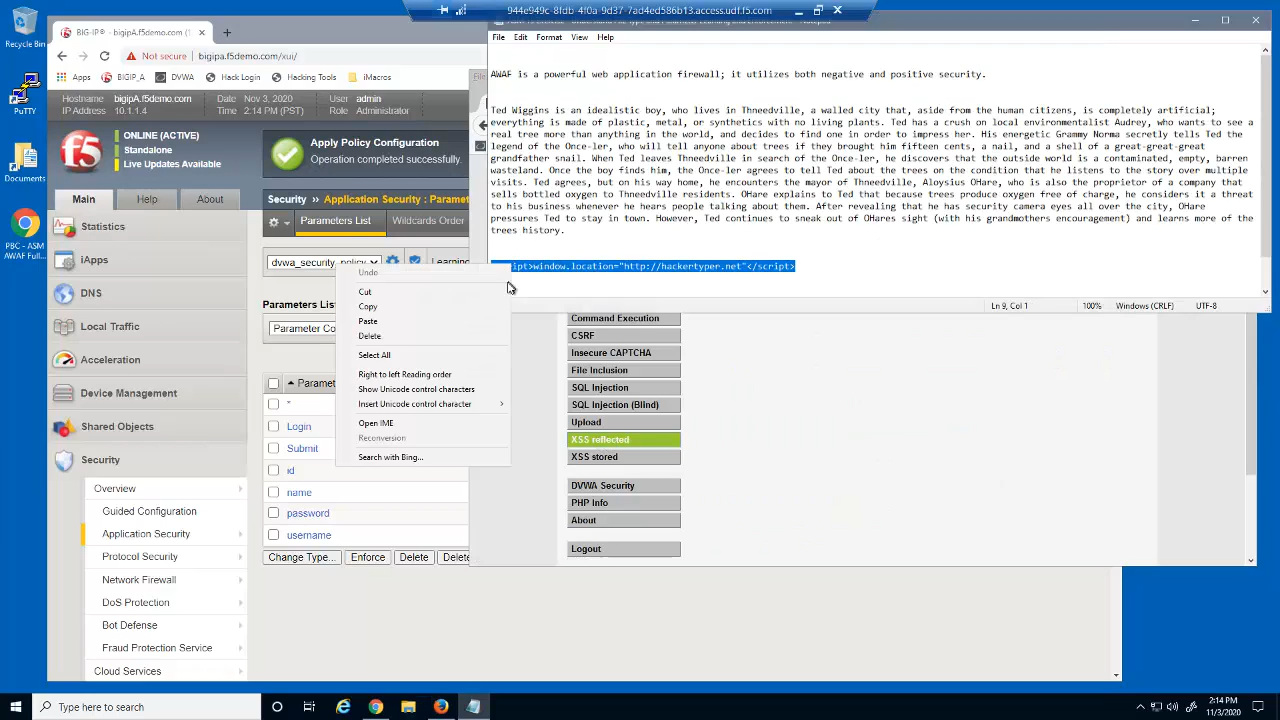 944e949c-8fdb-4f0a-9d37-7ad4ed586b13.access.udf.f5.com
Recycle Bin
PuTTY
Documents
PBC - ASM
AWAF Full...
BIG-IP® - bigipA.f5demo.com (1
Not secure
bigipa.f5demo.com/xui/
Apps
BIGIP_A
DVWA
Hack Login
Hacking Tools
iMacros
Hostname
bigipA.f5demo.com
Date
Nov 3, 2020
User
admin
IP Address
10.1.1.4
Time
2:14 PM (PST)
Role
Administrator
ONLINE (ACTIVE)
Standalone
Live Updates Available
Apply Policy Configuration
Operation completed successfully.
Main
Help
About
Security
Application Security : Paramet
Parameters List
Wildcards Order
Statistics
iApps
DNS
Local Traffic
Acceleration
Device Management
Shared Objects
Security
Overview
Guided Configuration
Application Security
Protocol Security
Network Firewall
DoS Protection
Bot Defense
Fraud Protection Service
Cloud Services
dvwa_security_policy
Learning
Parameters List
Parameter Co
Paramet
*
Login
Submit
id
name
password
username
Change Type...
Enforce
Delete
Delete
Undo
Cut
Copy
Paste
Delete
Select All
Right to left Reading order
Show Unicode control characters
Insert Unicode control character
Open IME
Reconversion
Search with Bing...
File
Edit
Format
View
Help
AWAF is a powerful web application firewall; it utilizes both negative and positive security.
Ted Wiggins is an idealistic boy, who lives in Thneedville, a walled city that, aside from the human citizens, is completely artificial;
everything is made of plastic, metal, or synthetics with no living plants. Ted has a crush on local environmentalist Audrey, who wants to see a
real tree more than anything in the world, and decides to find one in order to impress her. His energetic Grammy Norma secretly tells Ted the
legend of the Once-ler, who will tell anyone about trees if they brought him fifteen cents, a nail, and a shell of a great-great-great
grandfather snail. When Ted leaves Thneedville in search of the Once-ler, he discovers that the outside world is a contaminated, empty, barren
wasteland. Once the boy finds him, the Once-ler agrees to tell Ted about the trees on the condition that he listens to the story over multiple
visits. Ted agrees, but on his way home, he encounters the mayor of Thneedville, Aloysius OHare, who is also the proprietor of a company that
sells bottled oxygen to Thneedville residents. OHare explains to Ted that because trees produce oxygen free of charge, he considers it a threat
to his business whenever he hears people talking about them. After revealing that he has security camera eyes all over the city, OHare
pressures Ted to stay in town. However, Ted continues to sneak out of OHares sight (with his grandmothers encouragement) and learns more of the
trees history.
ipt>window.location="http://hackertyper.net"</script>
Ln 9, Col 1
100%
Windows (CRLF)
UTF-8
Command Execution
CSRF
Insecure CAPTCHA
File Inclusion
SQL Injection
SQL Injection (Blind)
Upload
XSS reflected
XSS stored
DVWA Security
PHP Info
About
Logout
Type here to search
2:14 PM
11/3/2020